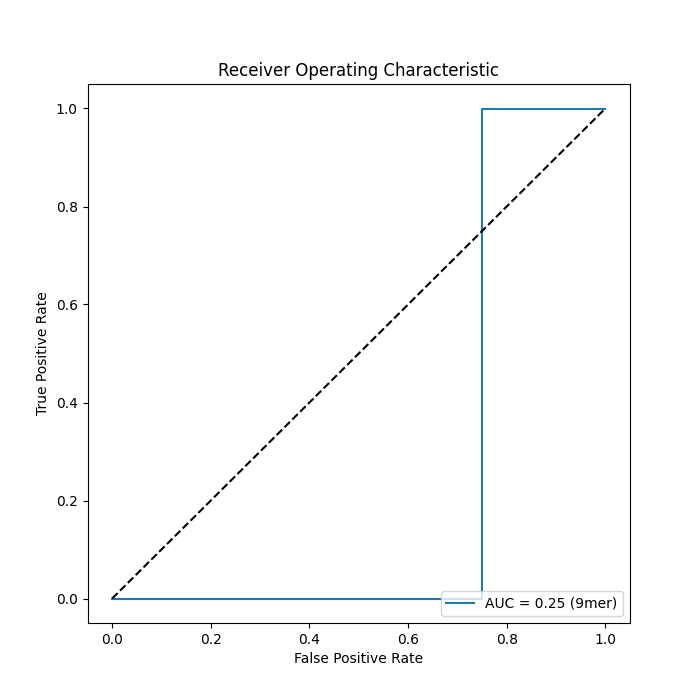 Receiver Operating Characteristic
1.0
0.8
0.6
0.4
0.2
0.0
True Positive Rate
AUC = 0.25 (9mer)
0.0 0.2 0.4 0.6 0.8 1.0
False Positive Rate